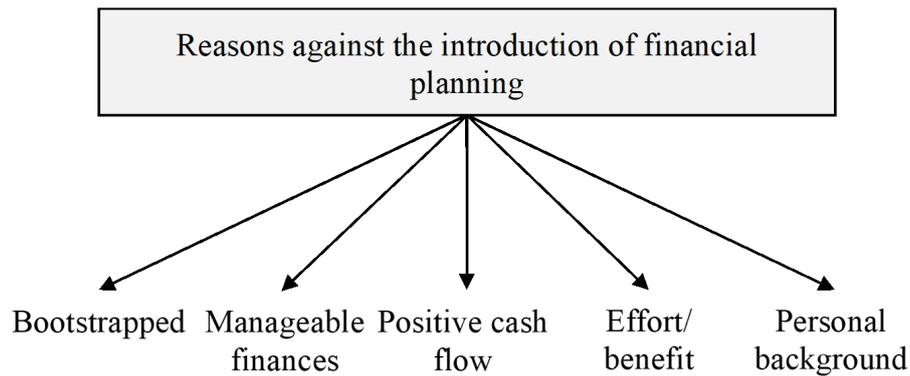 Reasons against the introduction of financial
planning
Bootstrapped
Manageable
finances
Positive cash
flow
Effort/
benefit
Personal
background